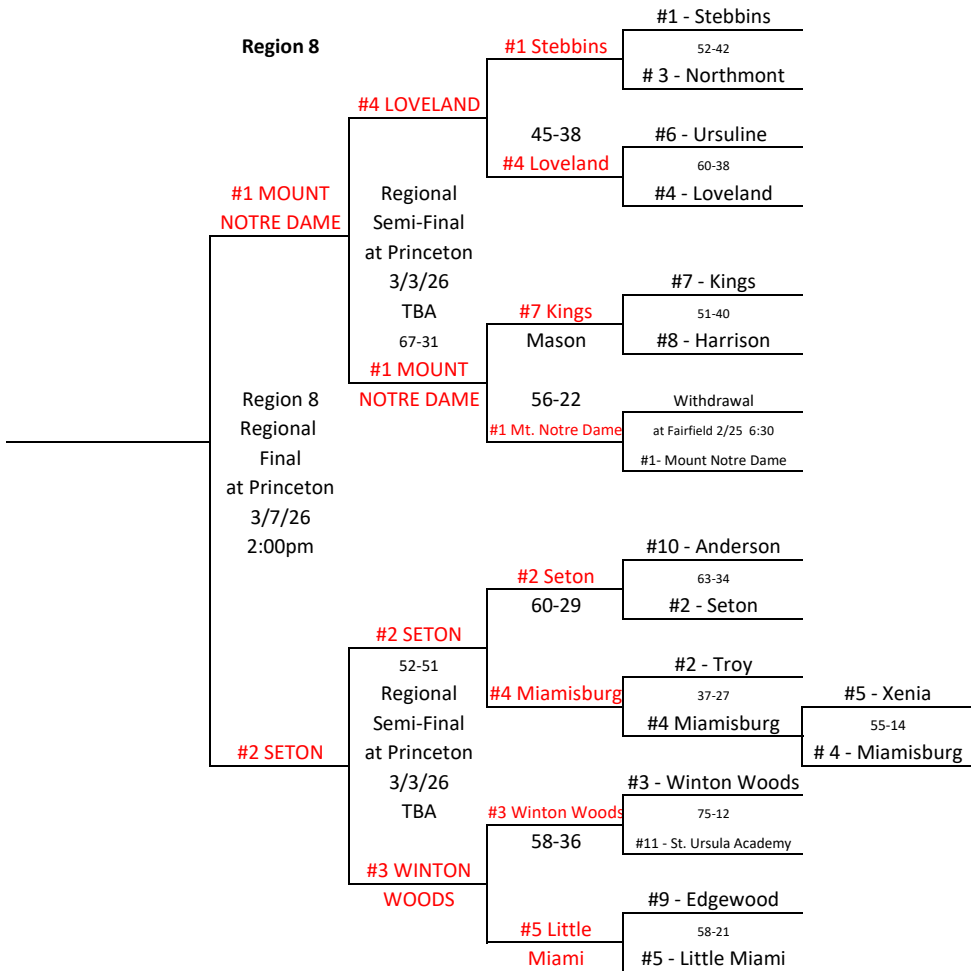 Region 8
#1 - Stebbins
52-42
# 3 - Northmont
#1 Stebbins
#4 LOVELAND
45-38
#4 Loveland
#6 - Ursuline
60-38
#4 - Loveland
#1 MOUNT
NOTRE DAME
Regional
Semi-Final
at Princeton
3/3/26
TBA
67-31
#7 Kings
Mason
#7 - Kings
51-40
#8 - Harrison
#1 MOUNT
NOTRE DAME
56-22
#1 Mt. Notre Dame
Withdrawal
at Fairfield 2/25 6:30
#1- Mount Notre Dame
Region 8
Regional
Final
at Princeton
3/7/26
2:00pm
#2 Seton
60-29
#10 - Anderson
63-34
#2 - Seton
#2 SETON
52-51
Regional
Semi-Final
at Princeton
3/3/26
TBA
#4 Miamisburg
#2 - Troy
37-27
#4 Miamisburg
#5 - Xenia
55-14
# 4 - Miamisburg
#2 SETON
#3 Winton Woods
58-36
#3 - Winton Woods
75-12
#11 - St. Ursula Academy
#3 WINTON
WOODS
#5 Little
Miami
#9 - Edgewood
58-21
#5 - Little Miami